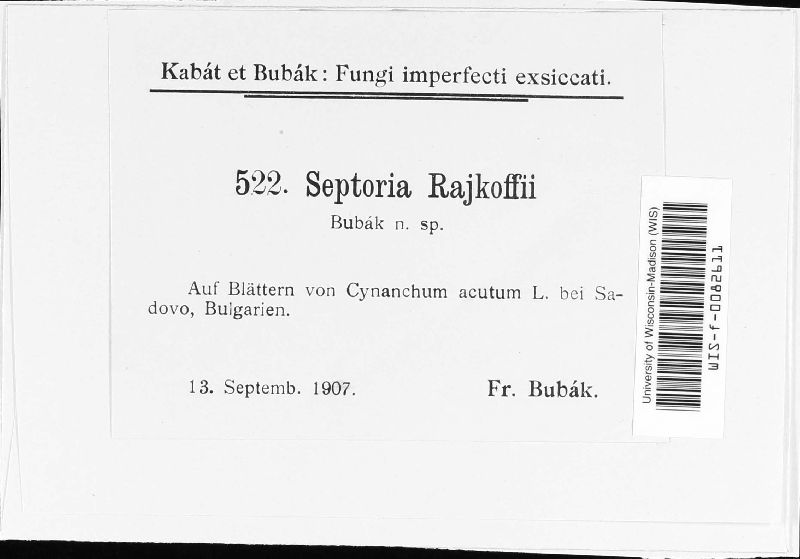 Kabát et Bubák: Fungi imperfecti exsiccati.
522. Septoria Rajkoffii
Bubák n. sp.
Auf Blättern von Cynanchum acutum L. bei Sa-
dovo, Bulgarien.
13. Septemb. 1907.
Fr. Bubák.
University of Wisconsin-Madison (WIS)
WIS-f-0082611